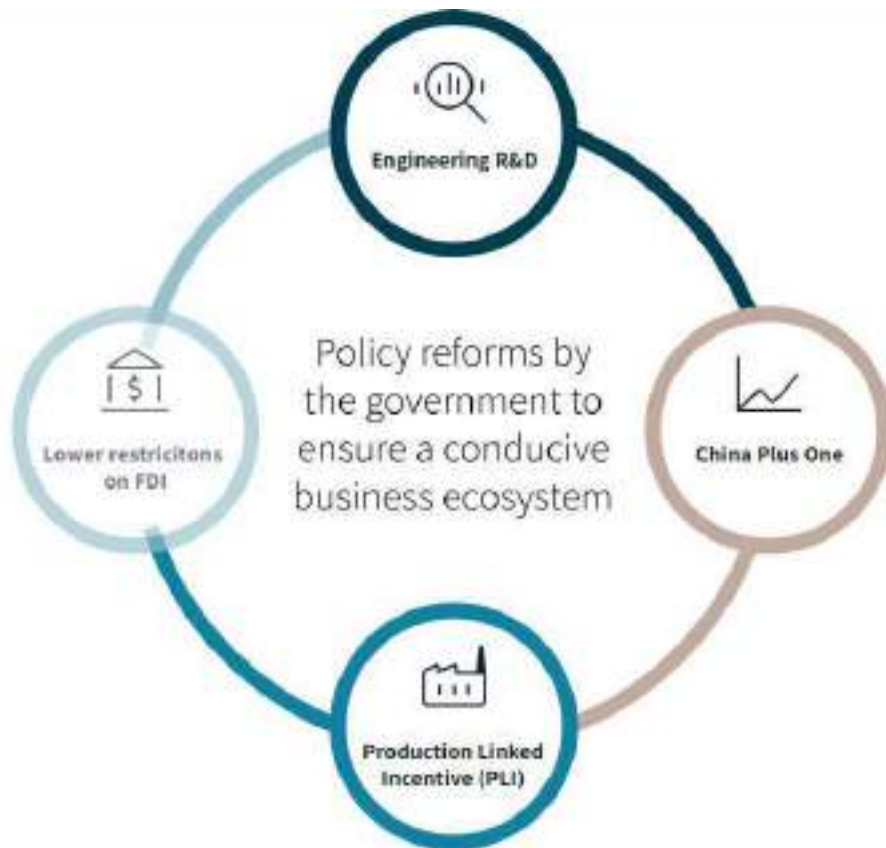 Engineering R&D
Policy reforms by
the government to
ensure a conducive
business ecosystem
$
Lower restricitons
on FDI
China Plus One
Production Linked
Incentive (PLI)